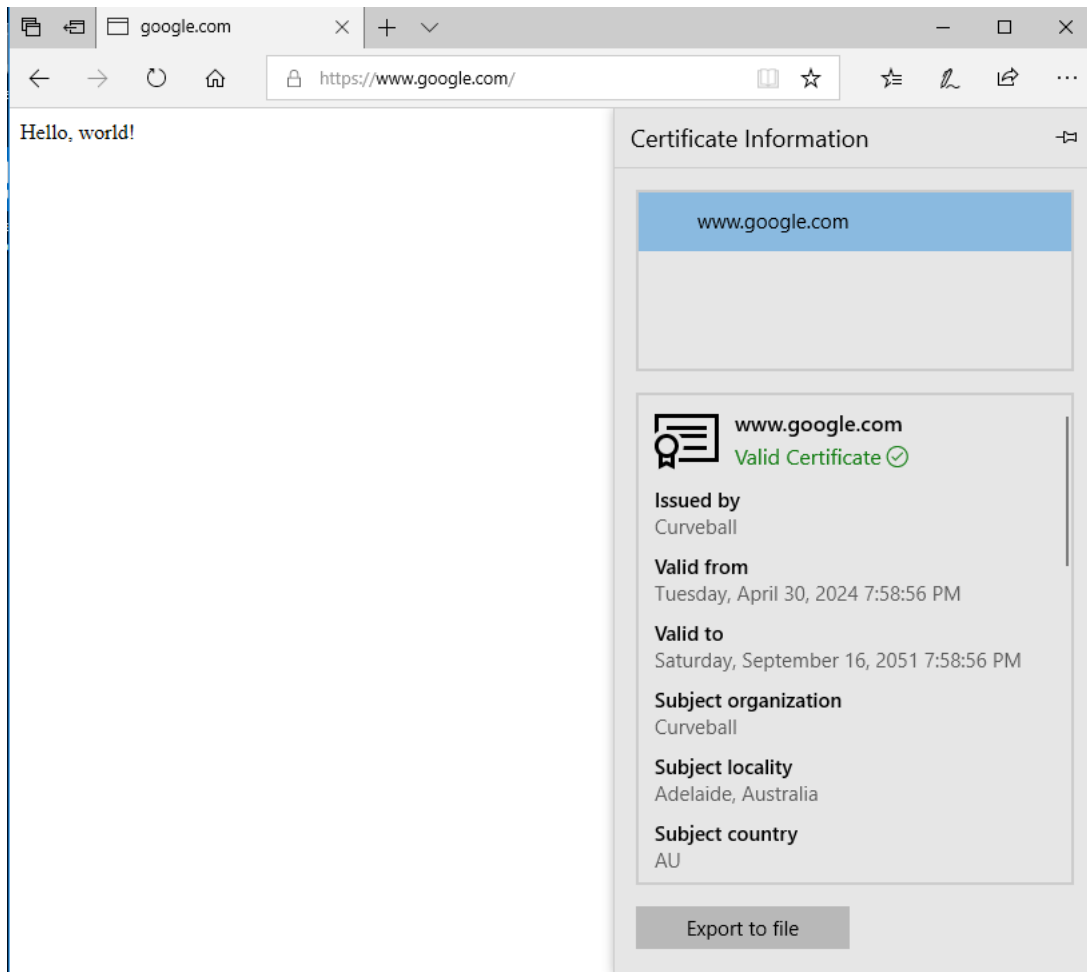 google.com
https://www.google.com/
Hello, world!
Certificate Information
www.google.com
www.google.com
Valid Certificate
Issued by
Curveball
Valid from
Tuesday, April 30, 2024 7:58:56 PM
Valid to
Saturday, September 16, 2051 7:58:56 PM
Subject organization
Curveball
Subject locality
Adelaide, Australia
Subject country
AU
Export to file